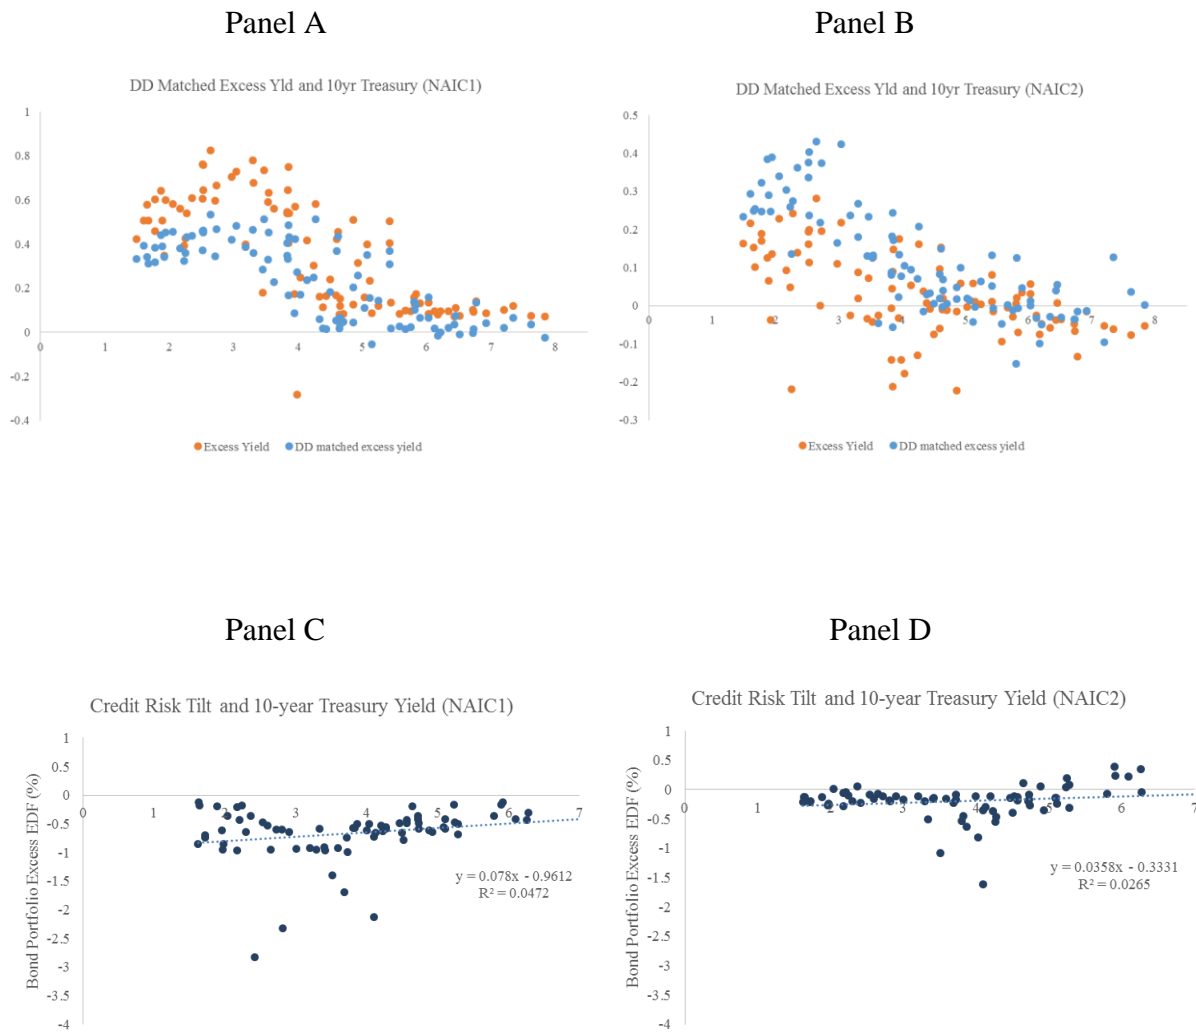 Panel A
Panel B
DD Matched Excess Yld and 10yr Treasury (NAIC1)
1
0.8
0.6
0.4
0.2
0
-0.2
-0.4
0 1 2 3 4 5 6 7 8
Excess Yield DD matched excess yield
DD Matched Excess Yld and 10yr Treasury (NAIC2)
0.5
0.4
0.3
0.2
0.1
0
-0.1
-0.2
-0.3
0 1 2 3 4 5 6 7 8
Excess Yield DD matched excess yield
Panel C
Panel D
Credit Risk Tilt and 10-year Treasury Yield (NAIC1)
Bond Portfolio Excess EDF (%)
1
0.5
0
-0.5
-1
-1.5
-2
-2.5
-3
-3.5
-4
0 1 2 3 4 5 6 7
y = 0.078x - 0.9612
R² = 0.0472
Credit Risk Tilt and 10-year Treasury Yield (NAIC2)
Bond Portfolio Excess EDF (%)
1
0.5
0
-0.5
-1
-1.5
-2
-2.5
-3
-3.5
-4
0 1 2 3 4 5 6 7
y = 0.0358x - 0.3331
R² = 0.0265